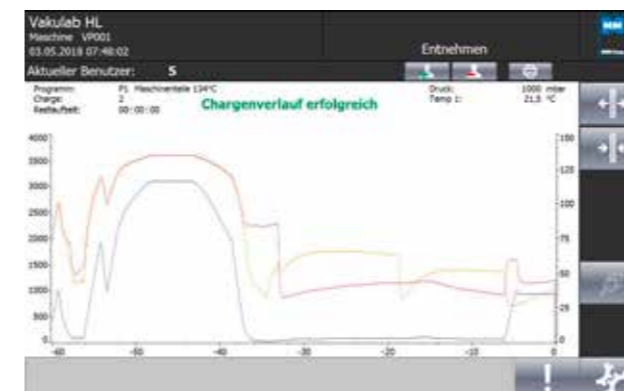 Vakulab HL
Maschine VP001
03.05.2018 07:48:02
Entnehmen
Aktueller Benutzer: S
Programm: P1 Maschinenteile 134°C
Charge: 2
Restlaufzeit: 00:00:00
Chargenverlauf erfolgreich
Druck: 1000 mbar
Temp 1: 21,5 °C
4000
3500
3000
2500
2000
1500
1000
500
0
150
125
100
75
50
25
0
-60
-50
-40
-30
-20
-10
0